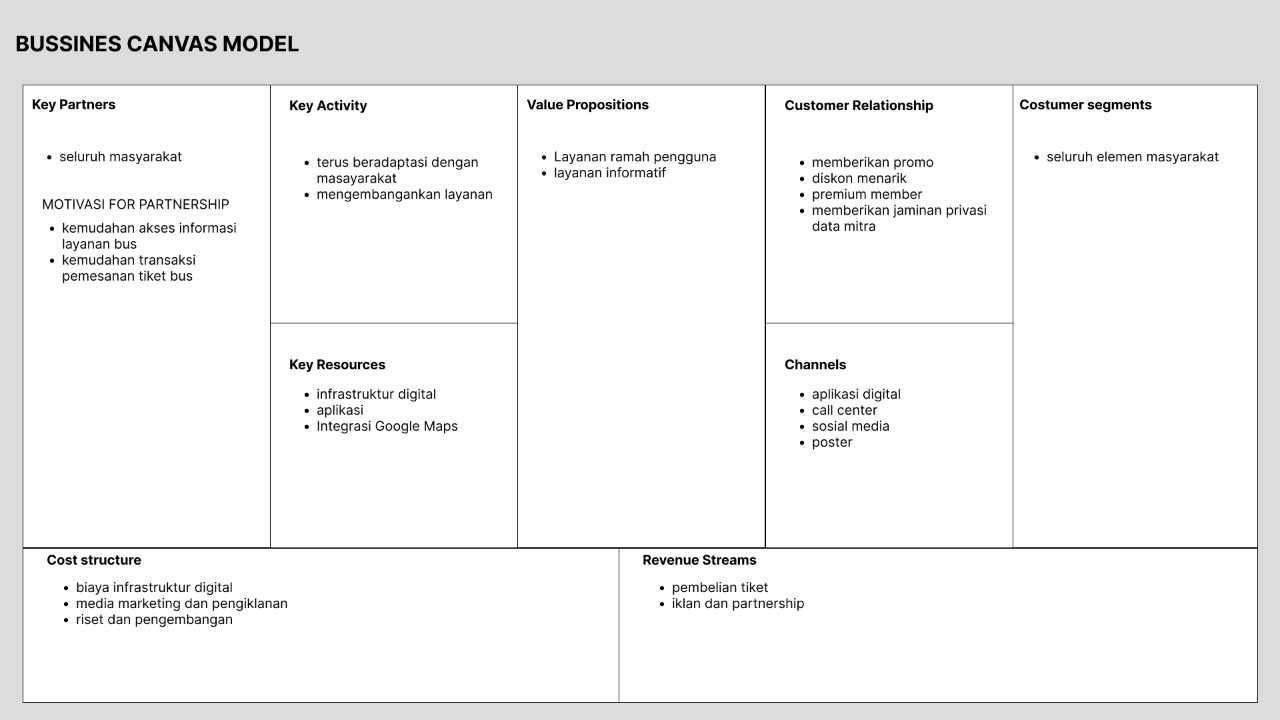 BUSSINES CANVAS MODEL
Key Partners
• seluruh masyarakat
MOTIVASI FOR PARTNERSHIP
• kemudahan akses informasi
layanan bus
• kemudahan transaksi
pemesanan tiket bus
Key Activity
• terus beradaptasi dengan
masayarakat
• mengembangankan layanan
Key Resources
• infrastruktur digital
• aplikasi
• Integrasi Google Maps
Value Propositions
• Layanan ramah pengguna
• layanan informatif
Customer Relationship
• memberikan promo
• diskon menarik
• premium member
• memberikan jaminan privasi
data mitra
Channels
• aplikasi digital
• call center
• sosial media
• poster
Costumer segments
• seluruh elemen masyarakat
Cost structure
• biaya infrastruktur digital
• media marketing dan pengiklanan
• riset dan pengembangan
Revenue Streams
• pembelian tiket
• iklan dan partnership